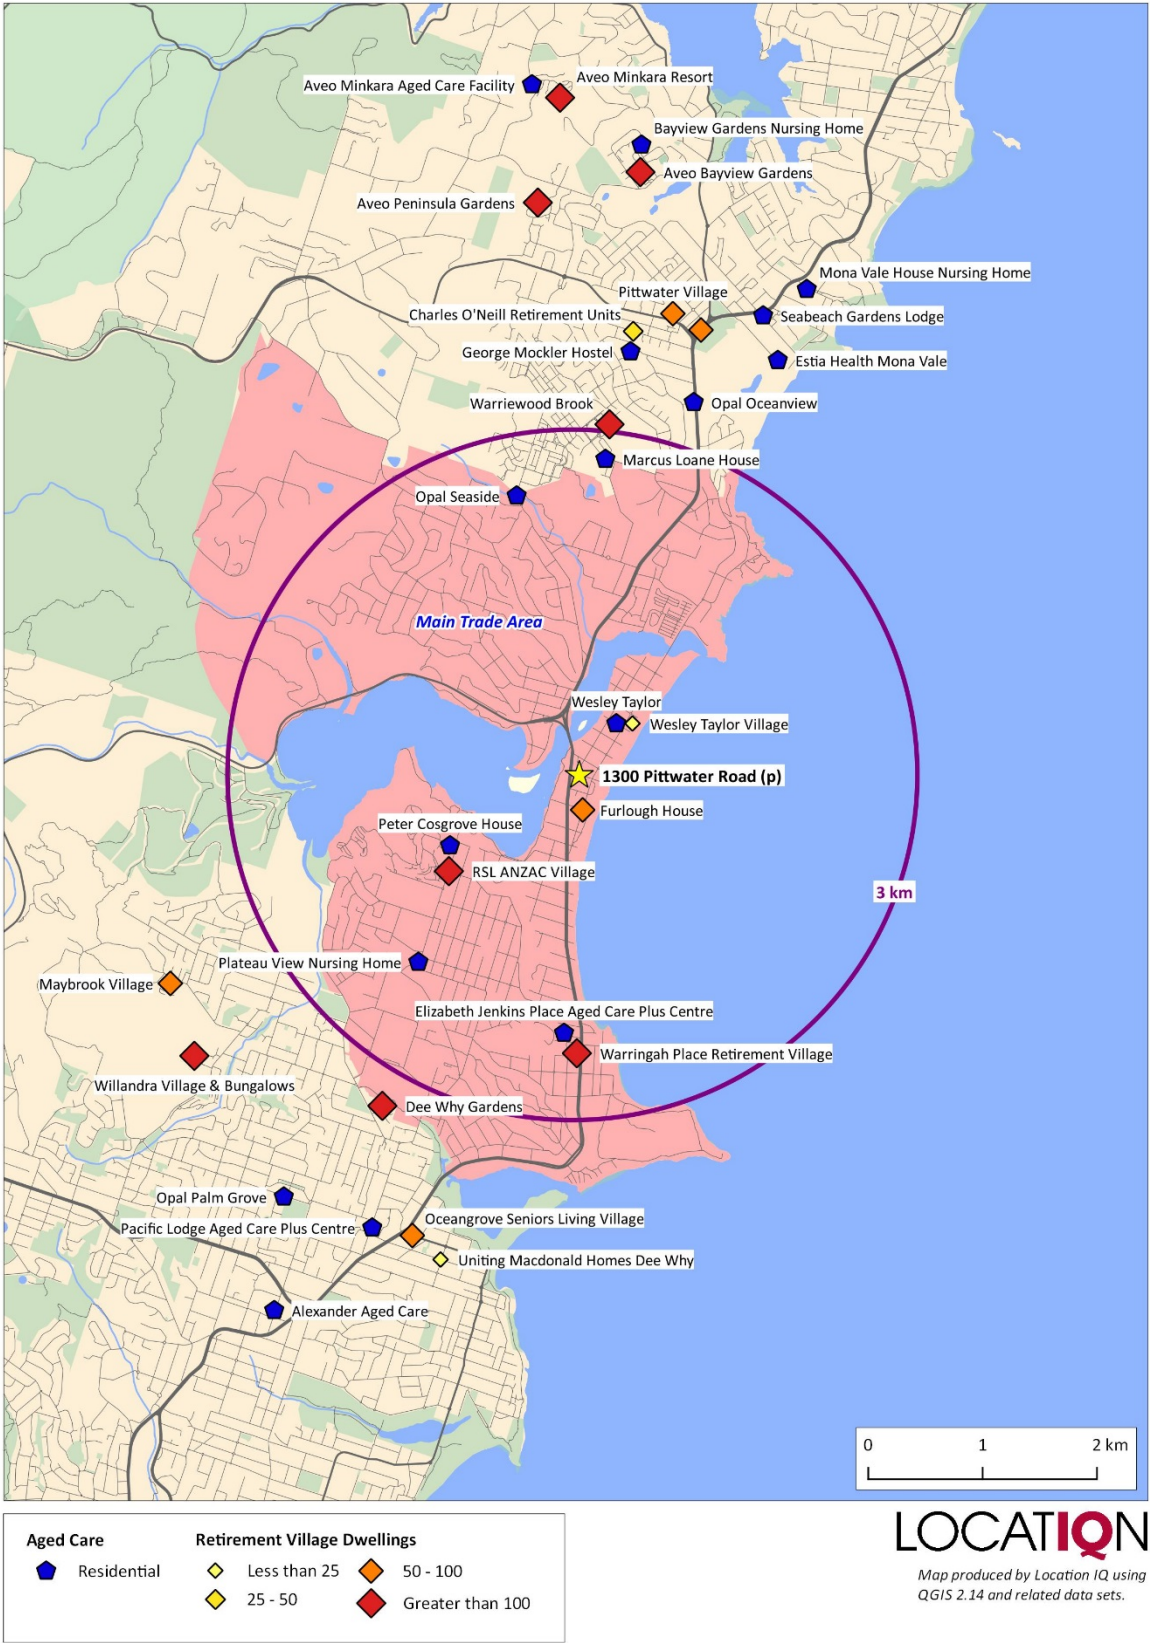 Aveo Minkara Resort
Aveo Minkara Aged Care Facility
Bayview Gardens Nursing Home
Aveo Bayview Gardens
Aveo Peninsula Gardens
Mona Vale House Nursing Home
Pittwater Village
Charles O'Neill Retirement Units
Seabeach Gardens Lodge
George Mockler Hostel
Estia Health Mona Vale
Warriewood Brook
Opal Oceanview
Marcus Loane House
Opal Seaside
Main Trade Area
Wesley Taylor
Wesley Taylor Village
1300 Pittwater Road (p)
Furlough House
Peter Cosgrove House
RSL ANZAC Village
3 km
Plateau View Nursing Home
Maybrook Village
Elizabeth Jenkins Place Aged Care Plus Centre
Warringah Place Retirement Village
Willandra Village & Bungalows
Dee Why Gardens
Opal Palm Grove
Oceangrove Seniors Living Village
Pacific Lodge Aged Care Plus Centre
Uniting Macdonald Homes Dee Why
Alexander Aged Care
0 1 2 km
Aged Care
Residential
Retirement Village Dwellings
Less than 25
25 - 50
50 - 100
Greater than 100
LOCATIQN
Map produced by Location IQ using
QGIS 2.14 and related data sets.